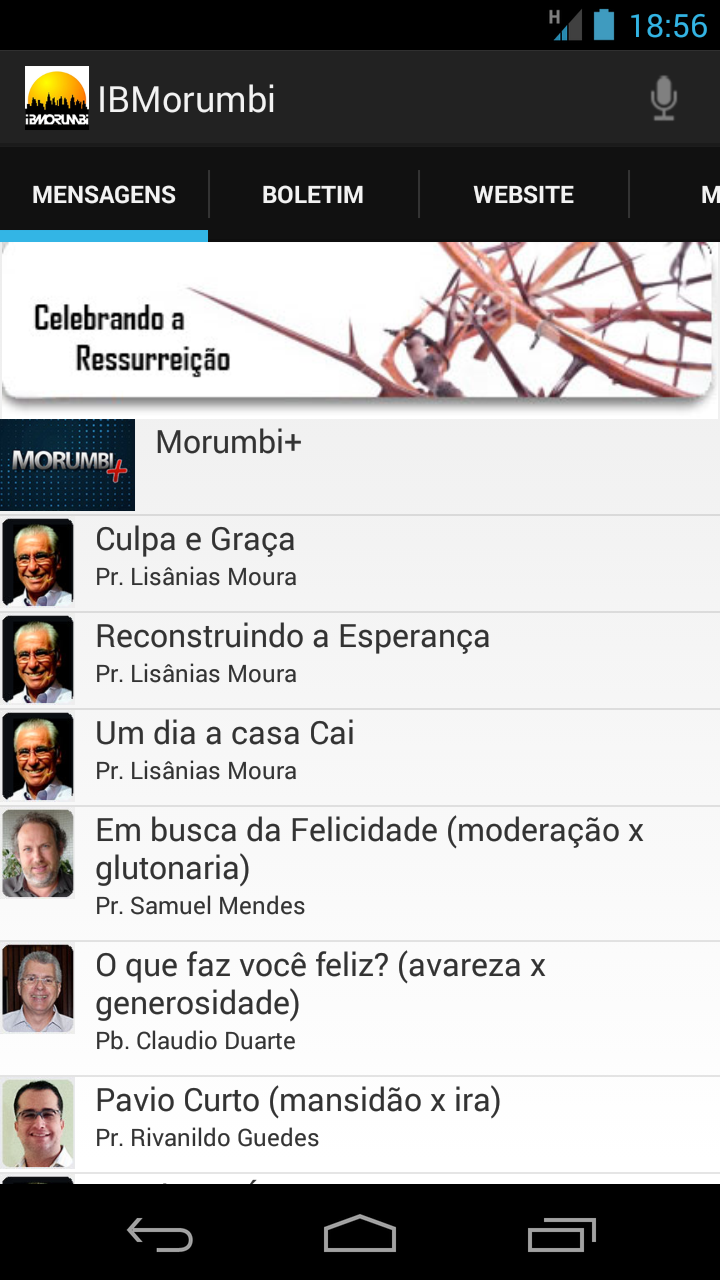 H
18:56
IBMORUMBI
IBMorumbi
MENSAGENS
BOLETIM
WEBSITE
M
Celebrando a
Ressurreição
MORUMBI+
Morumbi+
Culpa e Graça
Pr. Lisânias Moura
Reconstruindo a Esperança
Pr. Lisânias Moura
Um dia a casa Cai
Pr. Lisânias Moura
Em busca da Felicidade (moderação x
glutonaria)
Pr. Samuel Mendes
O que faz você feliz? (avareza x
generosidade)
Pb. Claudio Duarte
Pavio Curto (mansidão x ira)
Pr. Rivanildo Guedes